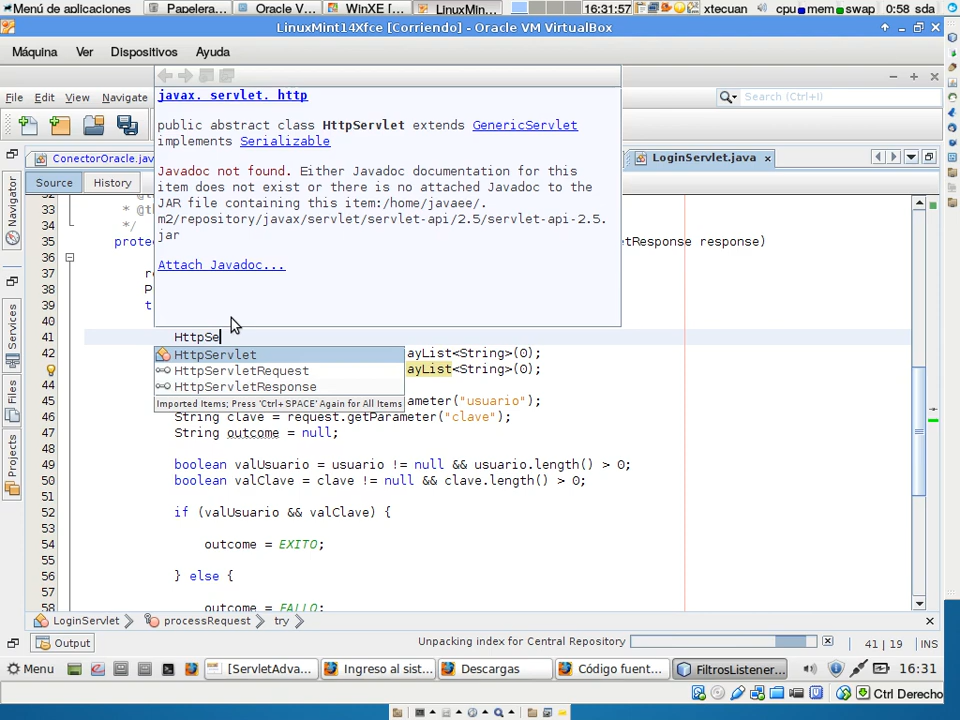 Menú de aplicaciones
Papelera...
Oracle V...
WinXE [...
LinuxMin...
16:31:57
xtecuan
cpu
mem
swap
0:58 sda
LinuxMint14Xfce [Corriendo] - Oracle VM VirtualBox
Máquina Ver Dispositivos Ayuda
File Edit View Navigate
Search (Ctrl+I)
ConectorOracle.jav
LoginServlet.java
Source History
Navigator
Services
Files
Projects
javax. servlet. http
public abstract class HttpServlet extends GenericServlet
implements Serializable
Javadoc not found. Either Javadoc documentation for this
item does not exist or there is no attached Javadoc to the
JAR file containing this item:/home/javaee/.
m2/repository/javax/servlet/servlet-api/2.5/servlet-api-2.5.
jar
Attach Javadoc...
32 * @t
33 * @th
34 */
35 prote letResponse response)
36
37 re
38 P
39 t
40
41 HttpSe
42 ayList<String>(0);
ayList<String>(0);
HttpServlet
HttpServletRequest
HttpServletResponse
Imported Items; Press 'Ctrl+SPACE' Again for All Items
45 ameter("usuario");
46 String clave = request.getParameter("clave");
47 String outcome = null;
48
49 boolean valUsuario = usuario != null && usuario.length() > 0;
50 boolean valClave = clave != null && clave.length() > 0;
51
52 if (valUsuario && valClave) {
53
54 outcome = EXITO;
55
56 } else {
57
58 outcome = FALLO;
LoginServlet processRequest try
Output
Unpacking index for Central Repository
41 | 19 INS
Menu
[ServletAdva...
Ingreso al sist...
Descargas
Código fuent...
FiltrosListener...
16:31
Ctrl Derecho